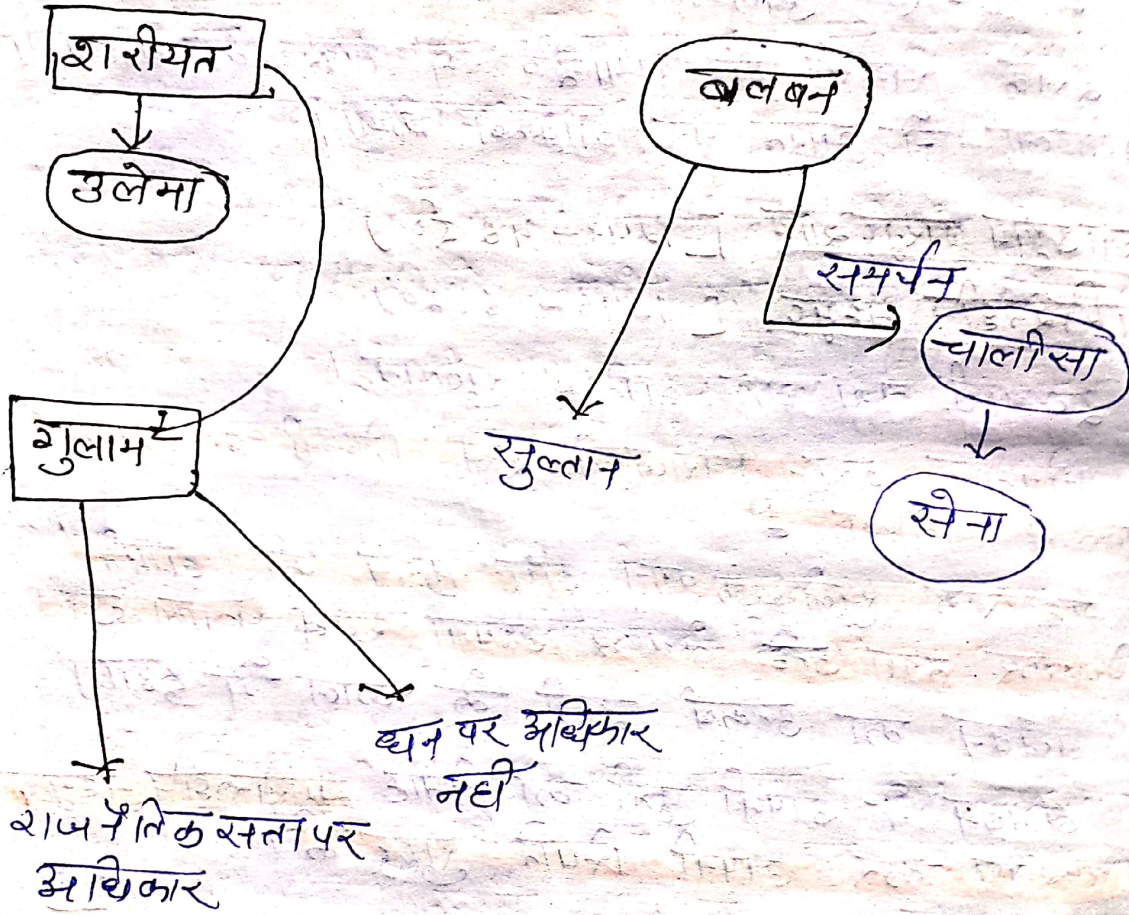 शरीयत
उलेमा
गुलाम
राजनैतिक सत्ता पर
अधिकार
धन पर अधिकार
नहीं
बलबन
समर्थन
चालीसा
सेना
सुल्तान